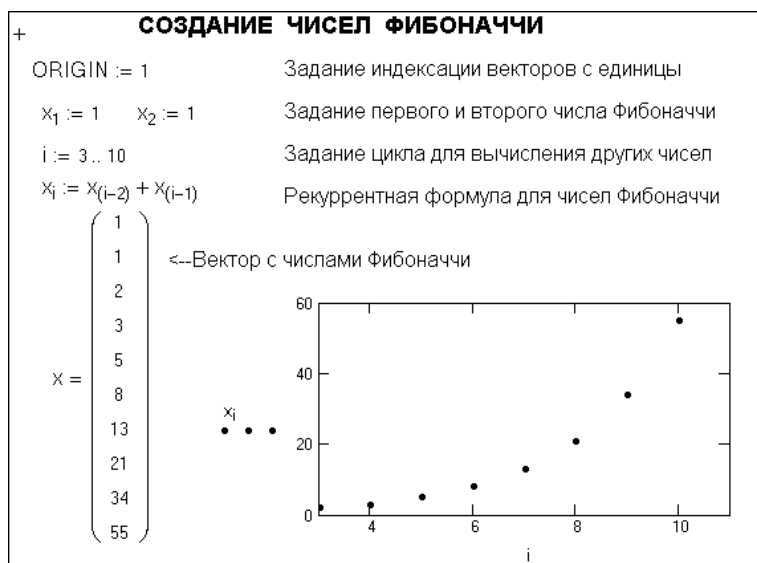 СОЗДАНИЕ ЧИСЕЛ ФИБОНАЧЧИ
+
ORIGIN := 1 Задание индексации векторов с единицы
x₁ := 1 x₂ := 1 Задание первого и второго числа Фибоначчи
i := 3 .. 10 Задание цикла для вычисления других чисел
xᵢ := x₍ᵢ₋₂₎ + x₍ᵢ₋₁₎ Рекуррентная формула для чисел Фибоначчи
x =
1
1
2
3
5
8
13
21
34
55
<--Вектор с числами Фибоначчи
xᵢ
60
40
20
0
4 6 8 10
i